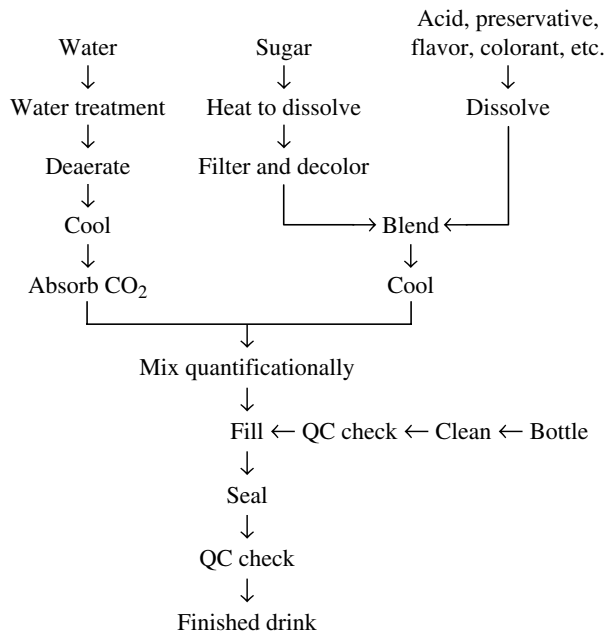 Acid, preservative,
Water Sugar flavor, colorant, etc.
Water treatment Heat to dissolve Dissolve
Deaerate Filter and decolor
Cool Blend
Absorb CO₂ Cool
Mix quantificationally
Fill ← QC check ← Clean ← Bottle
Seal
QC check
Finished drink